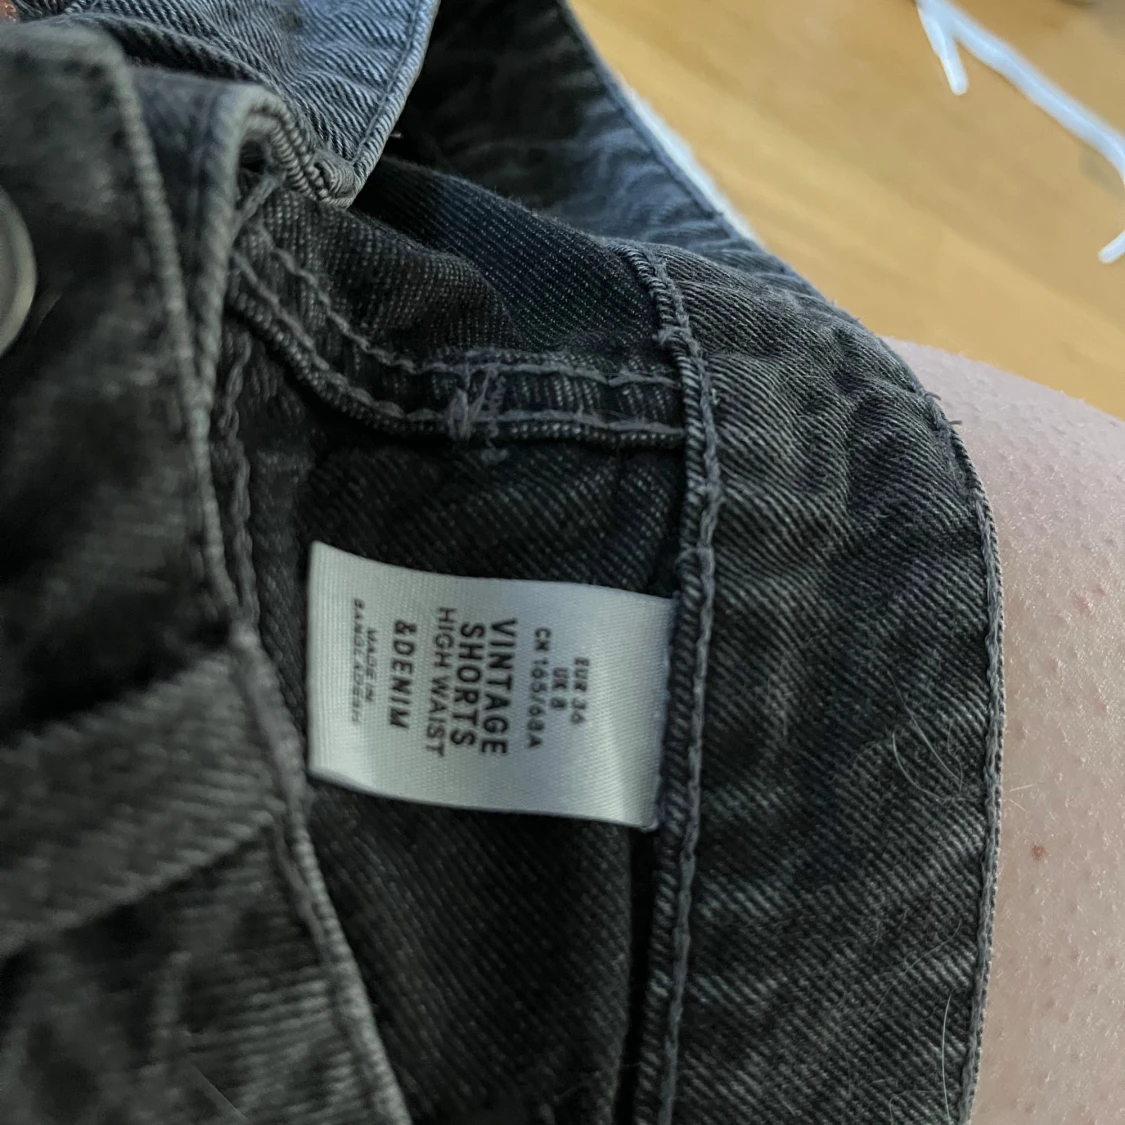 EUR 36
UK 8
CN 165/68A
VINTAGE
SHORTS
HIGH WAIST
&DENIM
MADE IN
BANGLADESH